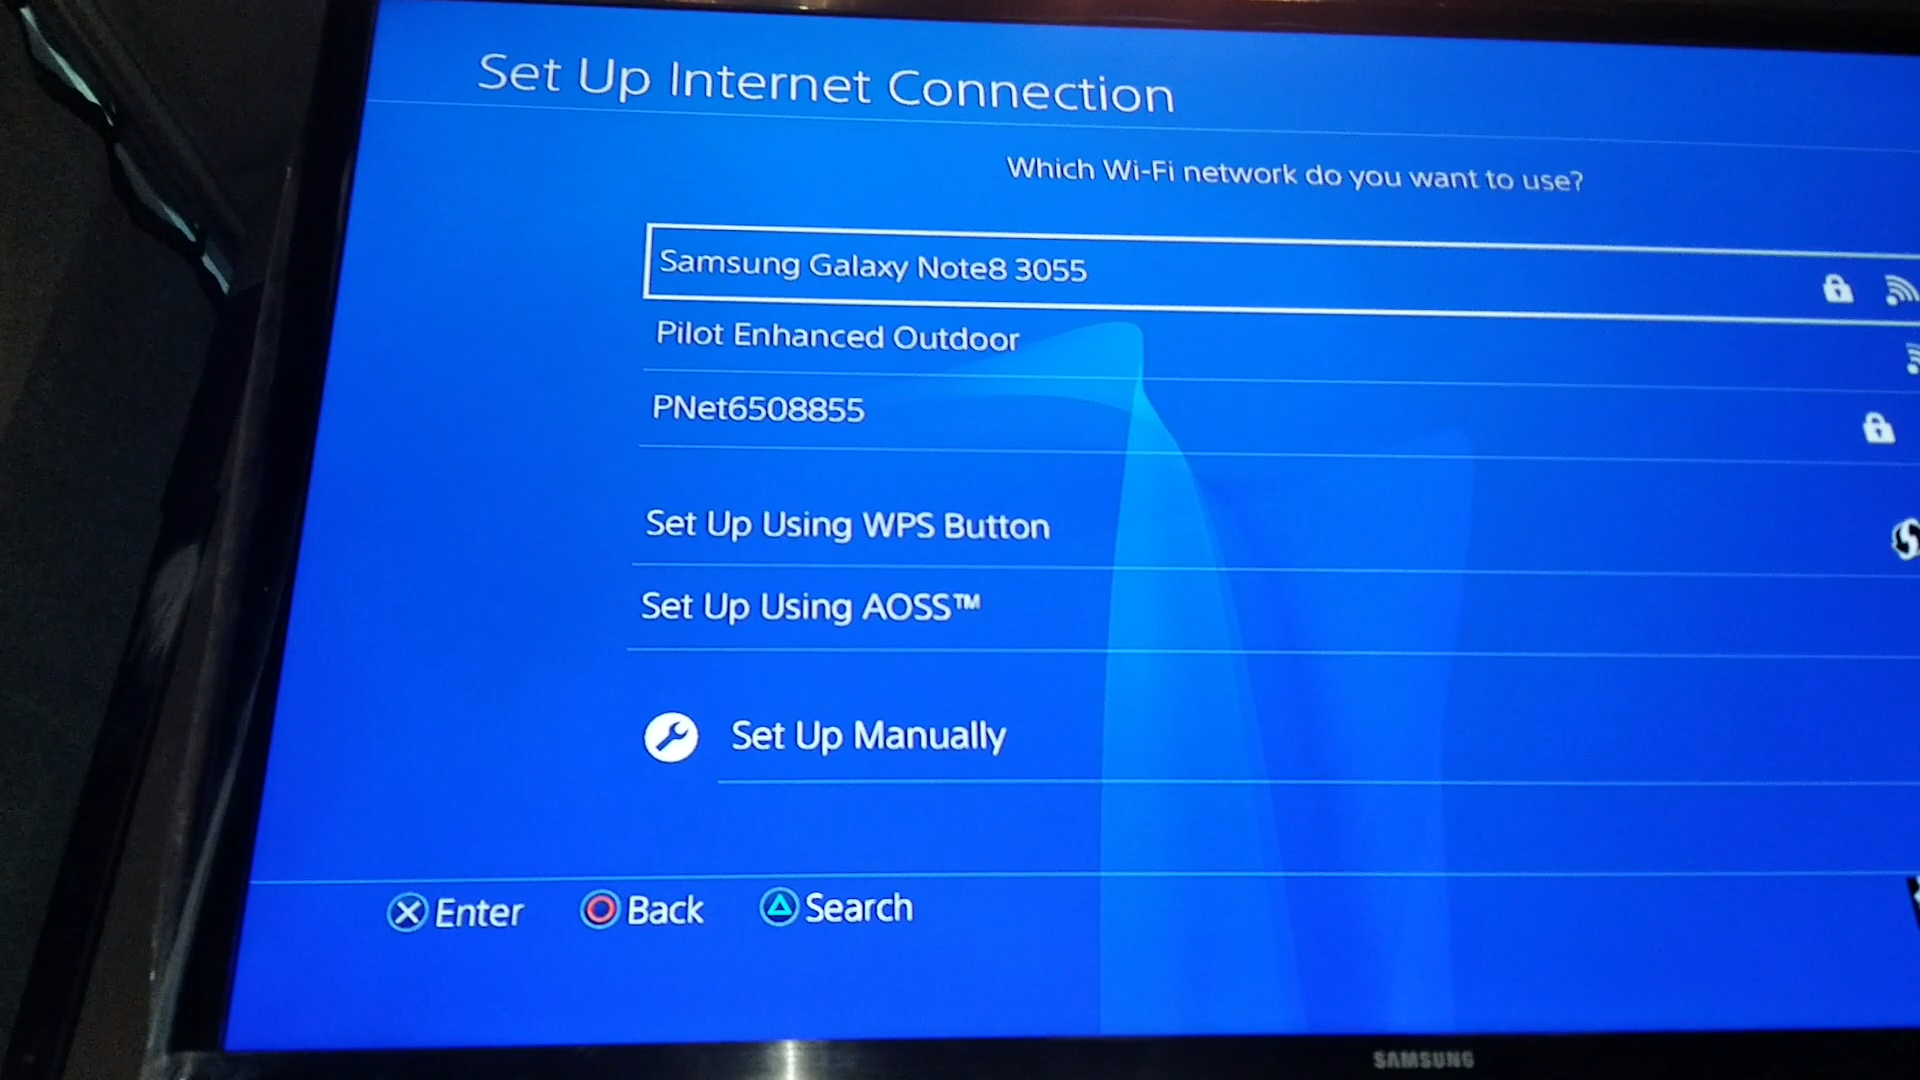 Set Up Internet Connection
Which Wi-Fi network do you want to use?
Samsung Galaxy Note8 3055
Pilot Enhanced Outdoor
PNet6508855
Set Up Using WPS Button
Set Up Using AOSS™
Set Up Manually
Enter Back Search
SAMSUNG